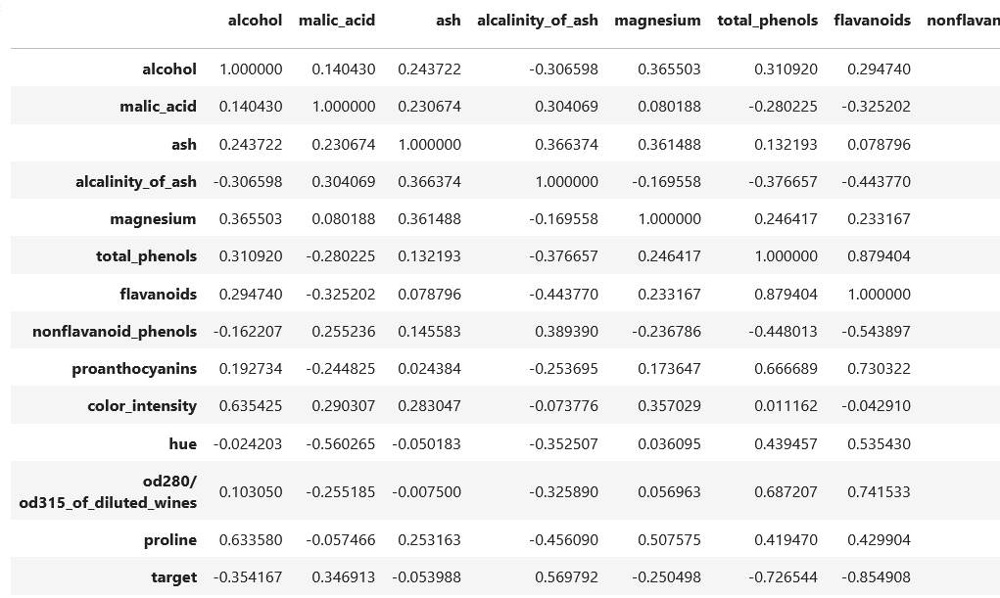 alcohol malic_acid ash alcalinity_of_ash magnesium total_phenols flavanoids nonflavan
alcohol 1.000000 0.140430 0.243722 -0.306598 0.365503 0.310920 0.294740
malic_acid 0.140430 1.000000 0.230674 0.304069 0.080188 -0.280225 -0.325202
ash 0.243722 0.230674 1.000000 0.366374 0.361488 0.132193 0.078796
alcalinity_of_ash -0.306598 0.304069 0.366374 1.000000 -0.169558 -0.376657 -0.443770
magnesium 0.365503 0.080188 0.361488 -0.169558 1.000000 0.246417 0.233167
total_phenols 0.310920 -0.280225 0.132193 -0.376657 0.246417 1.000000 0.879404
flavanoids 0.294740 -0.325202 0.078796 -0.443770 0.233167 0.879404 1.000000
nonflavanoid_phenols -0.162207 0.255236 0.145583 0.389390 -0.236786 -0.448013 -0.543897
proanthocyanins 0.192734 -0.244825 0.024384 -0.253695 0.173647 0.666689 0.730322
color_intensity 0.635425 0.290307 0.283047 -0.073776 0.357029 0.011162 -0.042910
hue -0.024203 -0.560265 -0.050183 -0.352507 0.036095 0.439457 0.535430
od280/
od315_of_diluted_wines 0.103050 -0.255185 -0.007500 -0.325890 0.056963 0.687207 0.741533
proline 0.633580 -0.057466 0.253163 -0.456090 0.507575 0.419470 0.429904
target -0.354167 0.346913 -0.053988 0.569792 -0.250498 -0.726544 -0.854908